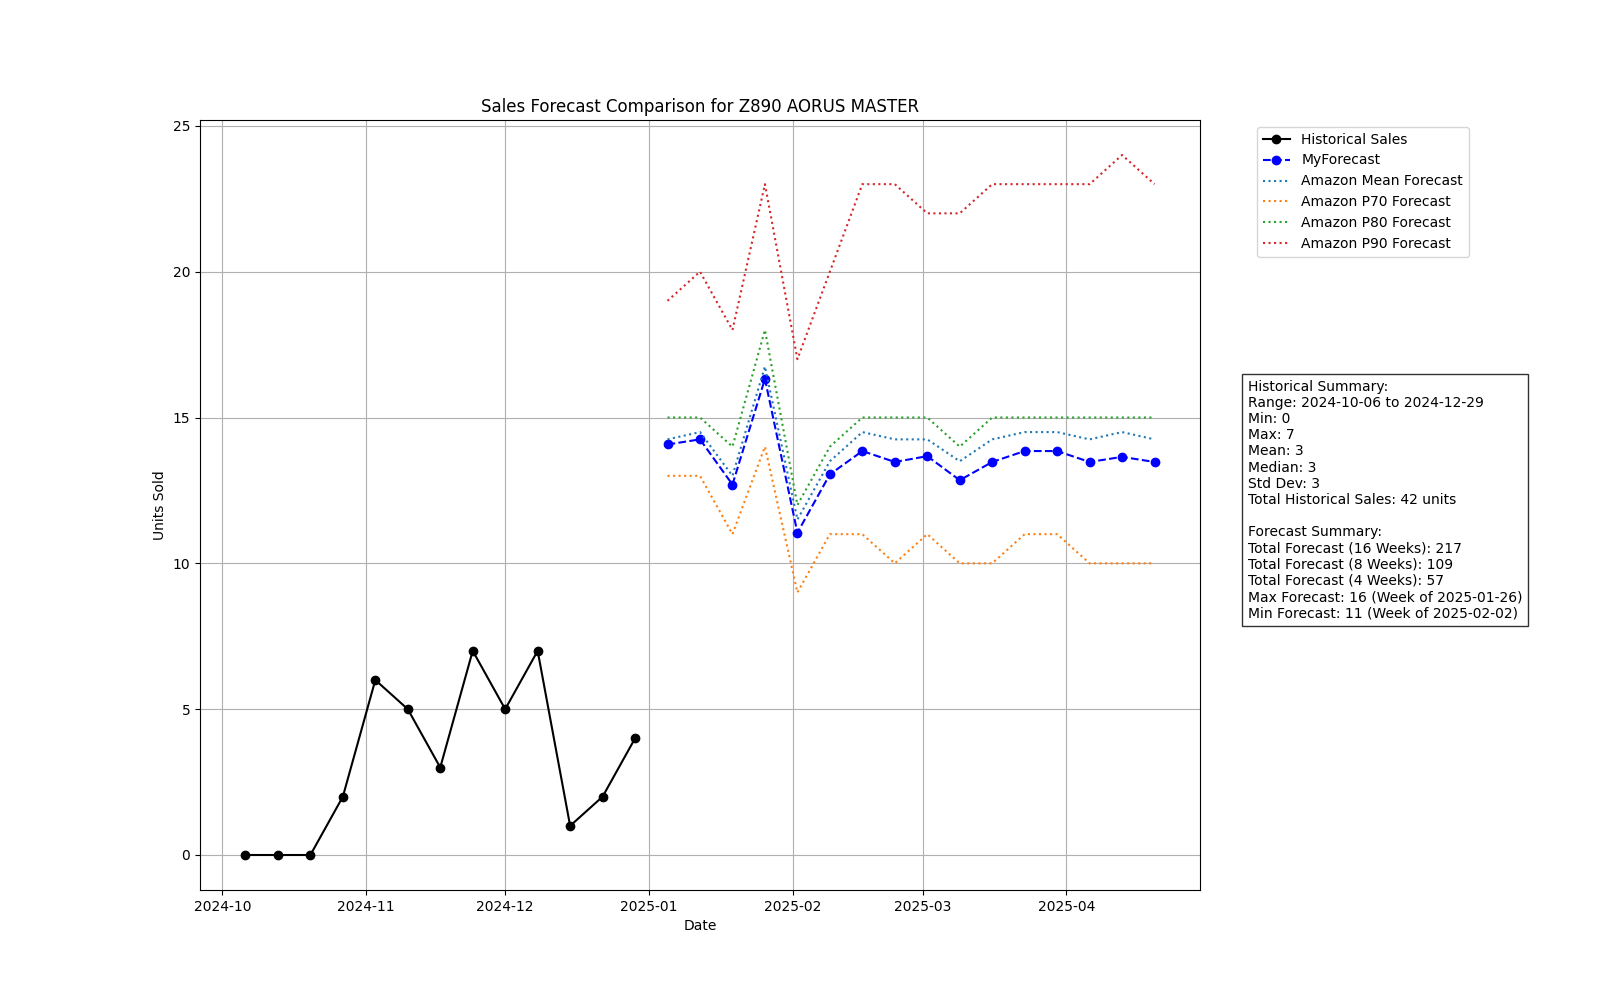 Sales Forecast Comparison for Z890 AORUS MASTER
25
20
15
10
5
0
Units Sold
2024-10
2024-11
2024-12
2025-01
2025-02
2025-03
2025-04
Date
Historical Sales
MyForecast
Amazon Mean Forecast
Amazon P70 Forecast
Amazon P80 Forecast
Amazon P90 Forecast
Historical Summary:
Range: 2024-10-06 to 2024-12-29
Min: 0
Max: 7
Mean: 3
Median: 3
Std Dev: 3
Total Historical Sales: 42 units
Forecast Summary:
Total Forecast (16 Weeks): 217
Total Forecast (8 Weeks): 109
Total Forecast (4 Weeks): 57
Max Forecast: 16 (Week of 2025-01-26)
Min Forecast: 11 (Week of 2025-02-02)